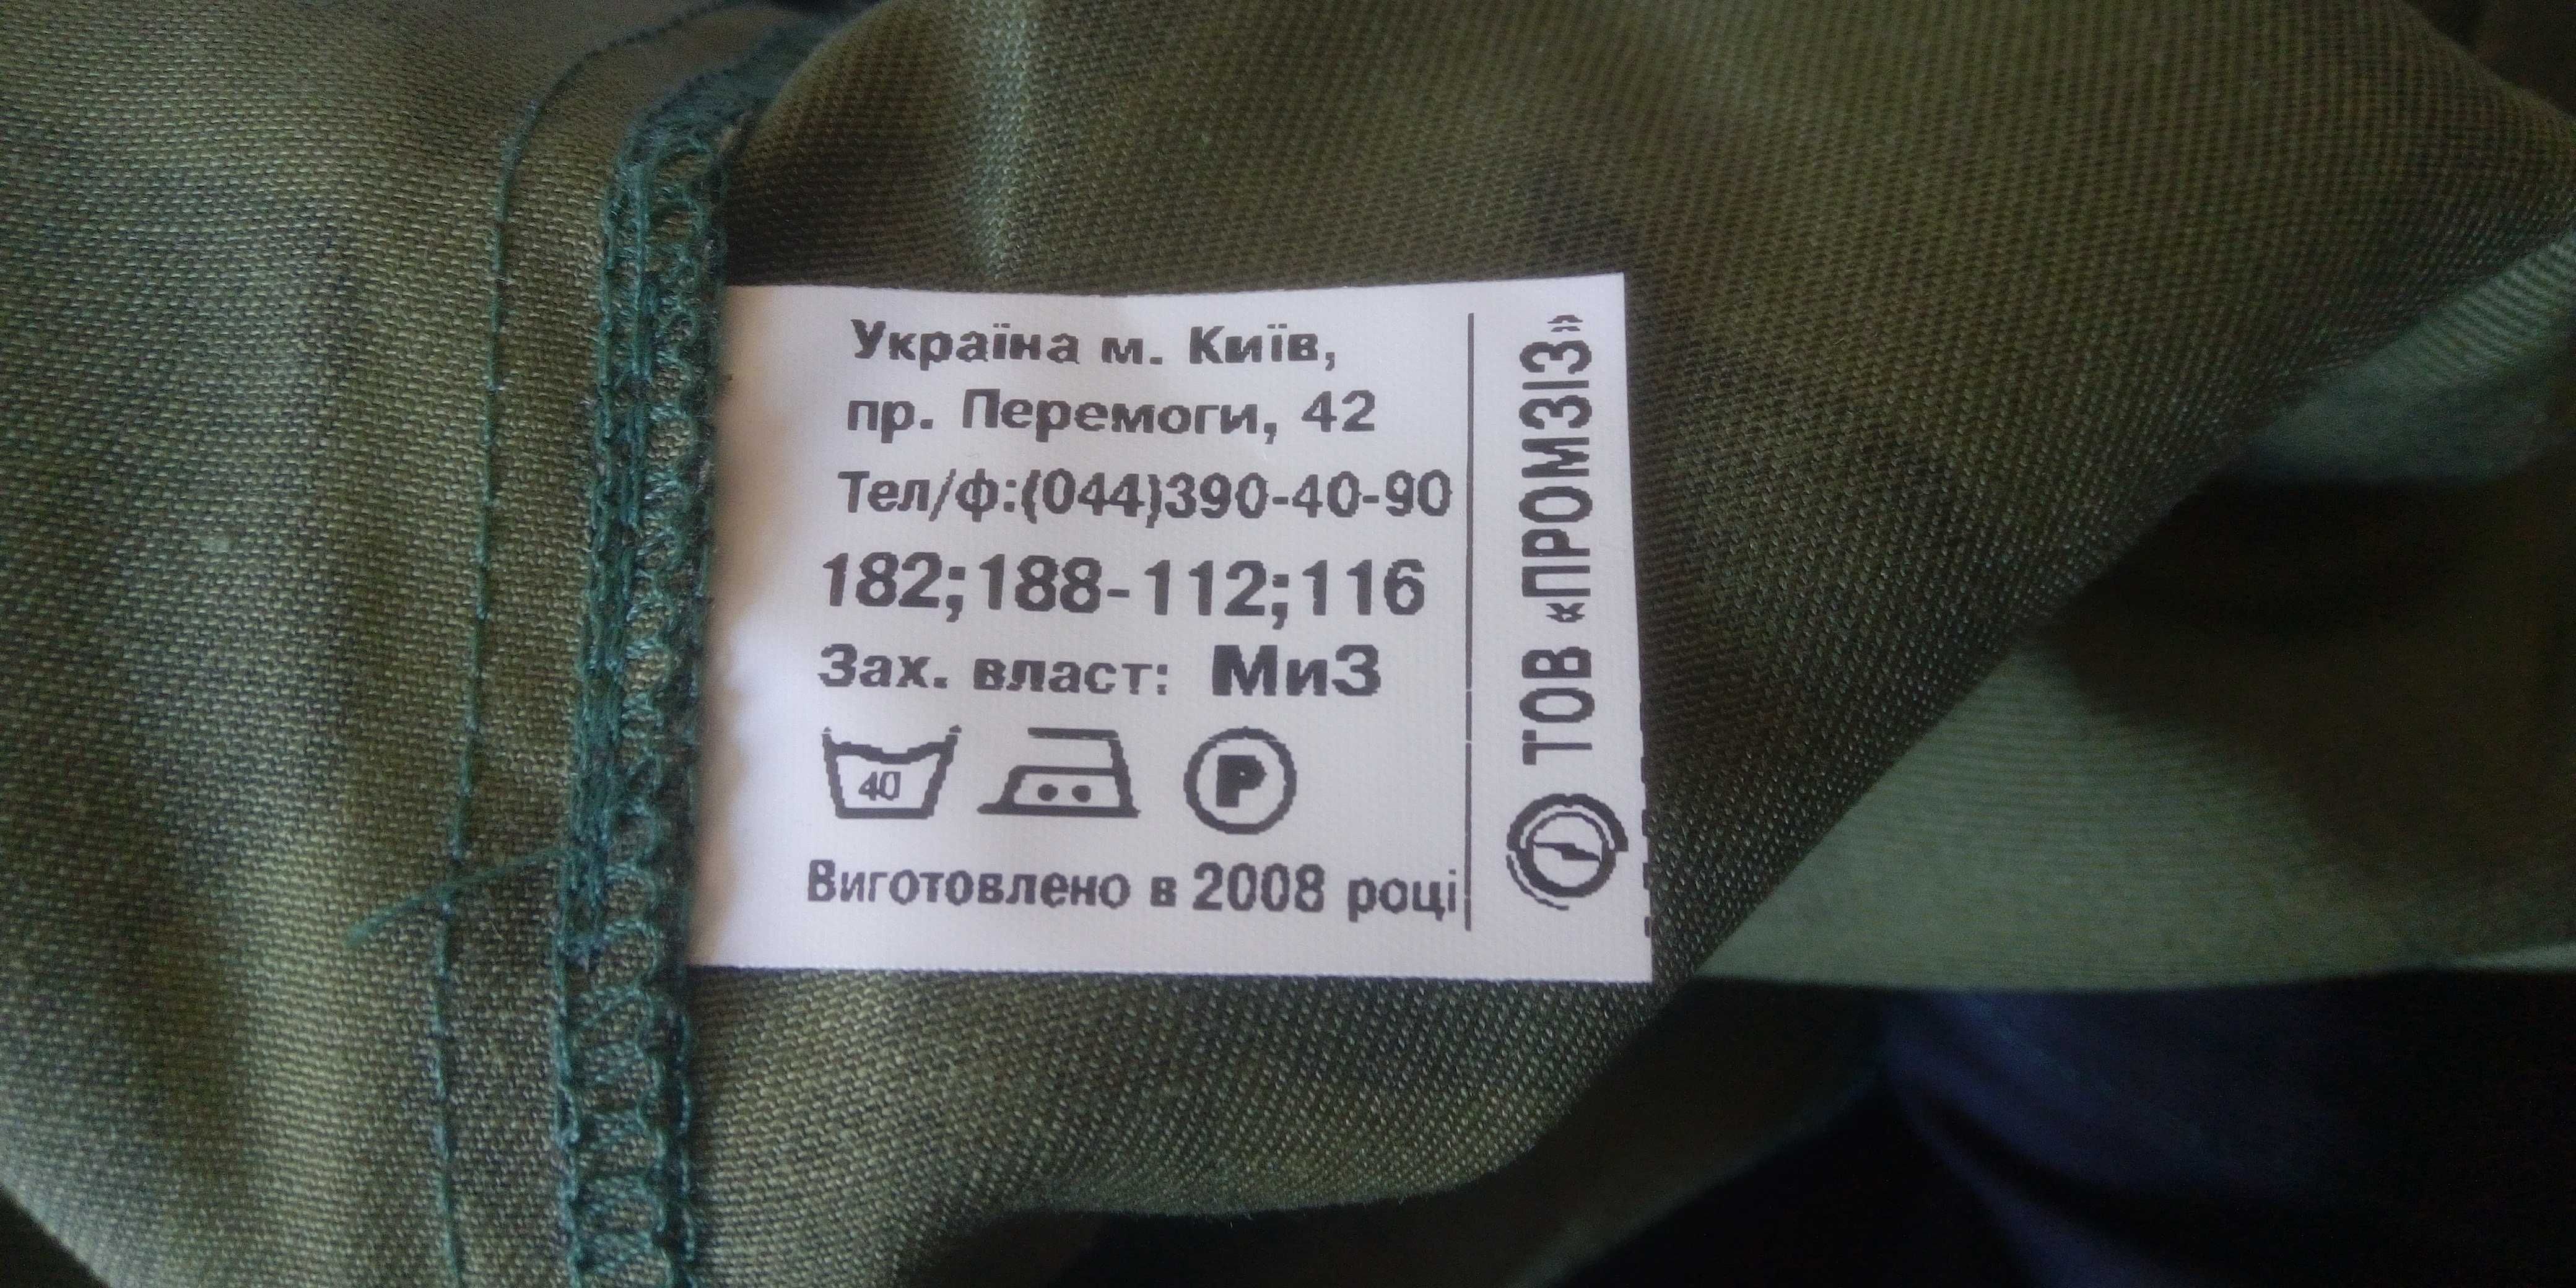 Україна м. Київ,
пр. Перемоги, 42
Тел/ф:(044)390-40-90
182;188-112;116
Зах. власт: МиЗ
40
P
Виготовлено в 2008 році
ТОВ «ПРОМЗІЗ»